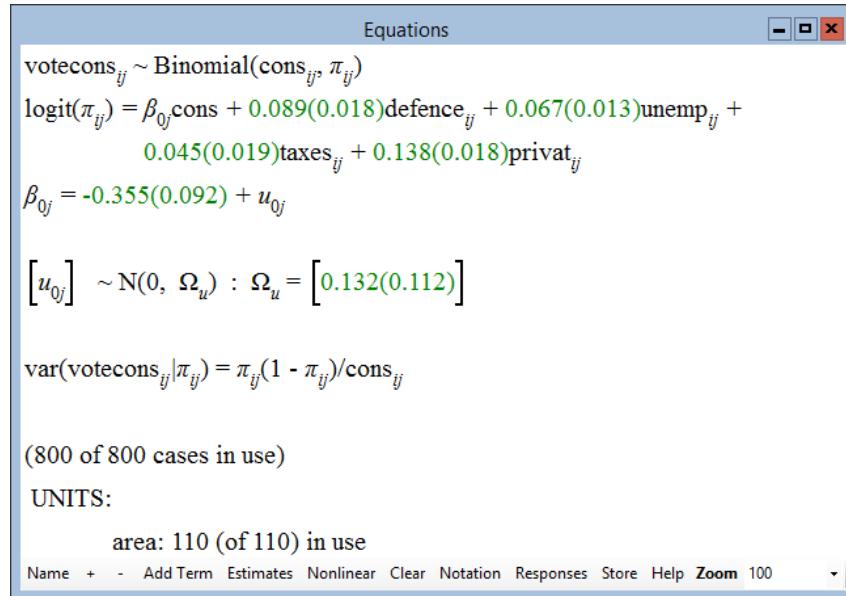 Equations
votecons_ij ~ Binomial(cons_ij, π_ij)
logit(π_ij) = β_0jcons + 0.089(0.018)defence_ij + 0.067(0.013)unemp_ij +
0.045(0.019)taxes_ij + 0.138(0.018)privat_ij
β_0j = -0.355(0.092) + u_0j
[u_0j] ~ N(0, Ω_u) : Ω_u = [0.132(0.112)]
var(votecons_ij|π_ij) = π_ij(1 - π_ij)/cons_ij
(800 of 800 cases in use)
UNITS:
area: 110 (of 110) in use
Name + - Add Term Estimates Nonlinear Clear Notation Responses Store Help Zoom 100